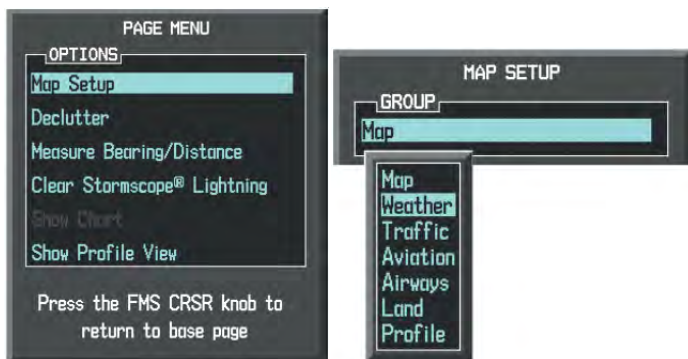 PAGE MENU
OPTIONS
Map Setup
Declutter
Measure Bearing/Distance
Clear Stormscope® Lightning
Show Chart
Show Profile View
Press the FMS CRSR knob to
return to base page
MAP SETUP
GROUP
Map
Map
Weather
Traffic
Aviation
Airways
Land
Profile